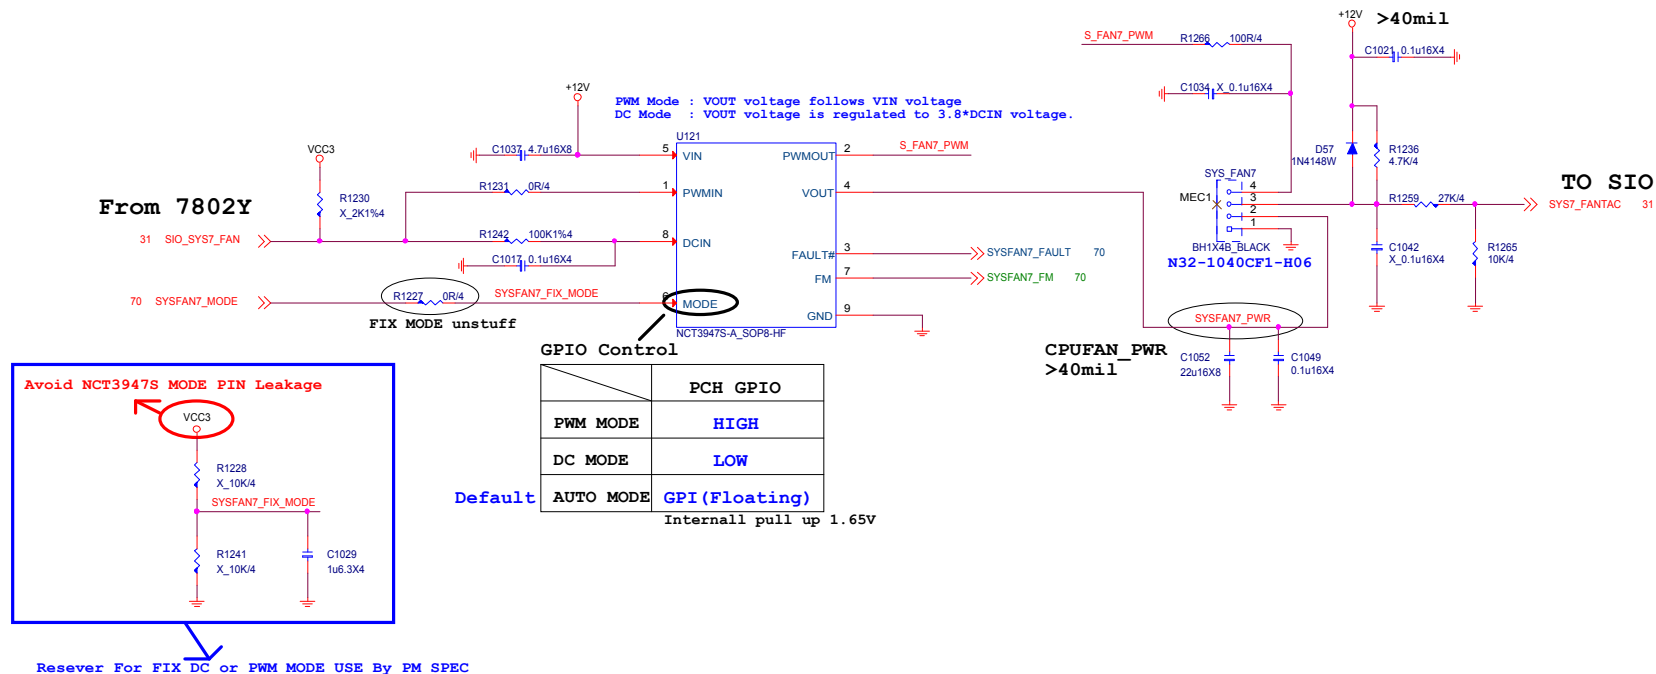 +12V
>40mil
S_FAN7_PWM
R1266 100R/4
C1021 0.1u16X4
+12V
C1034 X_0.1u16X4
PWM Mode : VOUT voltage follows VIN voltage
DC Mode : VOUT voltage is regulated to 3.8*DCIN voltage.
U121
VCC3
C1037 4.7u16X8
5 VIN
PWMOUT 2
S_FAN7_PWM
D57
1N4148W
R1236
4.7K/4
R1231 0R/4
1 PWMIN
VOUT 4
SYS_FAN7
MEC1
4
3
2
1
TO SIO
From 7802Y
R1230
X_2K1%4
R1259 27K/4
SYS7_FANTAC 31
31 SIO_SYS7_FAN
R1242 100K1%4
8 DCIN
FAULT# 3
SYSFAN7_FAULT 70
BH1X4B_BLACK
N32-1040CF1-H06
C1042
X_0.1u16X4
R1265
10K/4
C1017 0.1u16X4
FM 7
SYSFAN7_FM 70
70 SYSFAN7_MODE
R1227 0R/4
SYSFAN7_FIX_MODE
6 MODE
FIX MODE unstuff
GND 9
NCT3947S-A_SOP8-HF
SYSFAN7_PWR
GPIO Control
CPUFAN_PWR
>40mil
C1052
22u16X8
C1049
0.1u16X4
PCH GPIO
PWM MODE HIGH
DC MODE LOW
Default AUTO MODE GPI(Floating)
Internall pull up 1.65V
Avoid NCT3947S MODE PIN Leakage
VCC3
R1228
X_10K/4
SYSFAN7_FIX_MODE
R1241
X_10K/4
C1029
1u6.3X4
Resever For FIX DC or PWM MODE USE By PM SPEC